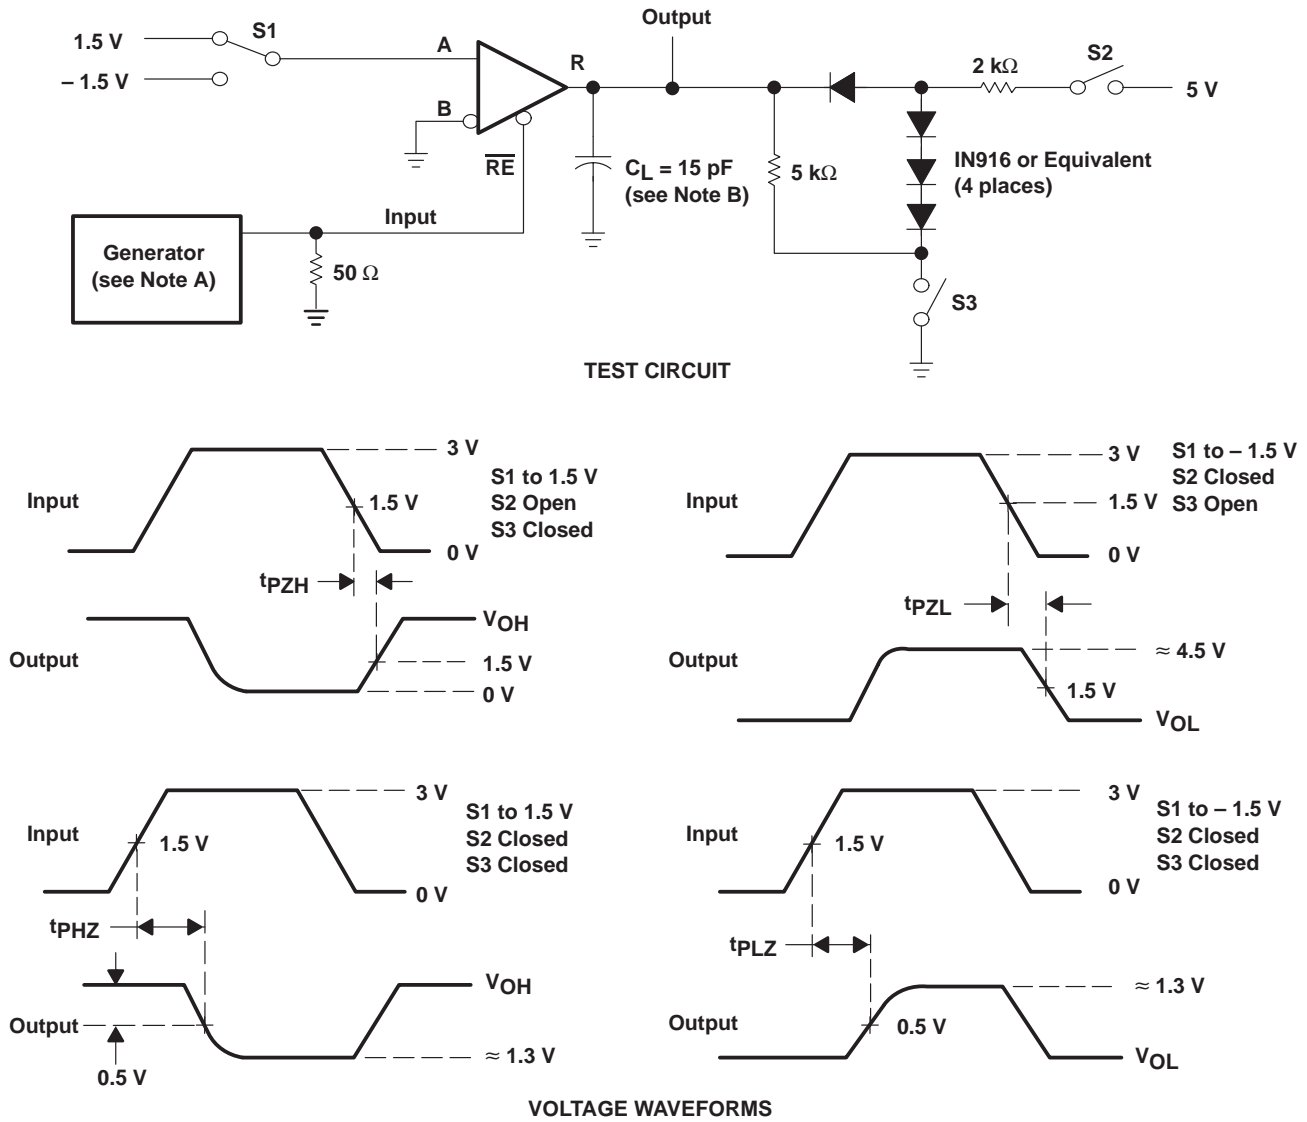 Output
1.5 V
S1
– 1.5 V
A
B
R
RE
2 kΩ
S2
5 V
CL = 15 pF
(see Note B)
5 kΩ
IN916 or Equivalent
(4 places)
Input
Generator
(see Note A)
50 Ω
S3
TEST CIRCUIT
Input
3 V
1.5 V
0 V
S1 to 1.5 V
S2 Open
S3 Closed
tPZH
Output
VOH
1.5 V
0 V
Input
3 V
1.5 V
0 V
S1 to – 1.5 V
S2 Closed
S3 Open
tPZL
Output
≈ 4.5 V
1.5 V
VOL
Input
3 V
1.5 V
0 V
S1 to 1.5 V
S2 Closed
S3 Closed
tPHZ
Output
VOH
0.5 V
≈ 1.3 V
Input
3 V
1.5 V
0 V
S1 to – 1.5 V
S2 Closed
S3 Closed
tPLZ
Output
≈ 1.3 V
0.5 V
VOL
VOLTAGE WAVEFORMS